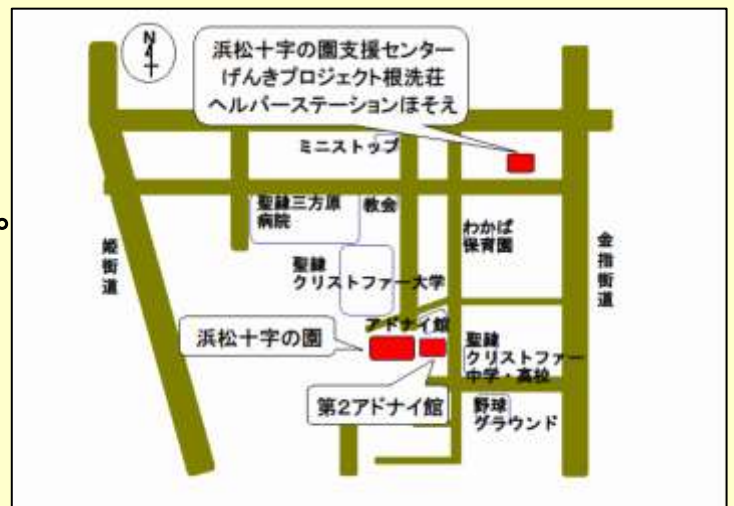 N
浜松十字の園支援センター
げんきプロジェクト根洗荘
ヘルパーステーションほそえ
ミニストップ
聖隷三方原
病院
教会
わかば
保育園
姫街道
金指街道
聖隷
クリストファー大学
アドナイ館
浜松十字の園
聖隷
クリストファー
中学・高校
第2アドナイ館
野球
グラウンド
。